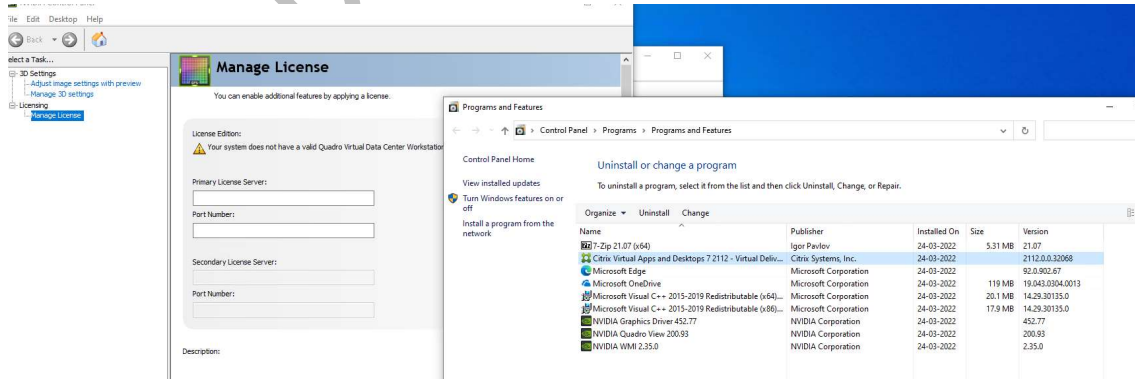 File Edit Desktop Help
Back
elect a Task...
3D Settings
Adjust image settings with preview
Manage 3D settings
Licensing
Manage License
Manage License
You can enable additional features by applying a license.
License Edition:
Your system does not have a valid Quadro Virtual Data Center Workstation
Primary License Server:
Port Number:
Secondary License Server:
Port Number:
Description:
Programs and Features
Control Panel > Programs > Programs and Features
Control Panel Home
View installed updates
Turn Windows features on or
off
Install a program from the
network
Uninstall or change a program
To uninstall a program, select it from the list and then click Uninstall, Change, or Repair.
Organize Uninstall Change
Name Publisher Installed On Size Version
7-Zip 21.07 (x64) Igor Pavlov 24-03-2022 5.31 MB 21.07
Citrix Virtual Apps and Desktops 7 2112 - Virtual Deliv... Citrix Systems, Inc. 24-03-2022 2112.0.0.32068
Microsoft Edge Microsoft Corporation 24-03-2022 92.0.902.67
Microsoft OneDrive Microsoft Corporation 24-03-2022 119 MB 19.043.0304.0013
Microsoft Visual C++ 2015-2019 Redistributable (x64)... Microsoft Corporation 24-03-2022 20.1 MB 14.29.30135.0
Microsoft Visual C++ 2015-2019 Redistributable (x86)... Microsoft Corporation 24-03-2022 17.9 MB 14.29.30135.0
NVIDIA Graphics Driver 452.77 NVIDIA Corporation 24-03-2022 452.77
NVIDIA Quadro View 200.93 NVIDIA Corporation 24-03-2022 200.93
NVIDIA WMI 2.35.0 NVIDIA Corporation 24-03-2022 2.35.0